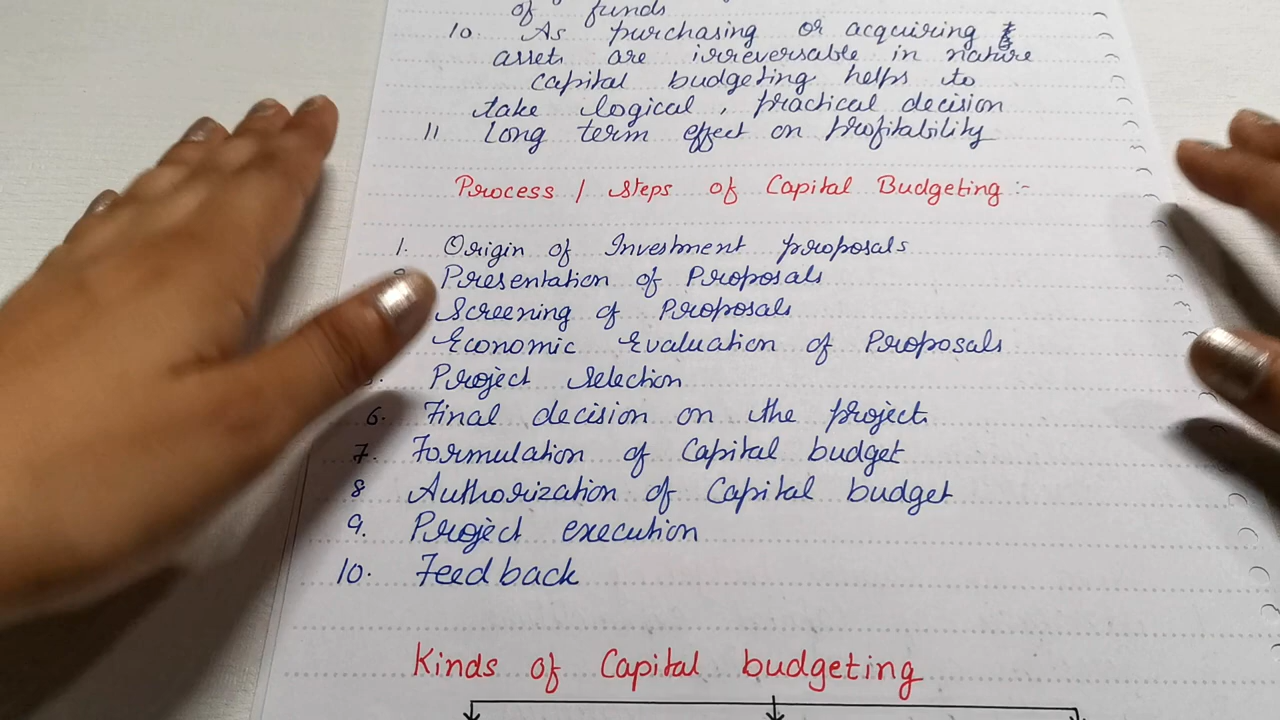 of funds
10. As purchasing or acquiring
assets are irreversable in nature
capital budgeting helps to
take logical, practical decision
11 Long term effect on profitability
Process / Steps of Capital Budgeting :-
1. Origin of Investment proposals
Presentation of Proposals
Screening of Proposals
Economic Evaluation of Proposals
Project Selection
6. Final decision on the project
7. Formulation of Capital budget
8 Authorization of Capital budget
9. Project execution
10. Feedback
Kinds of Capital budgeting